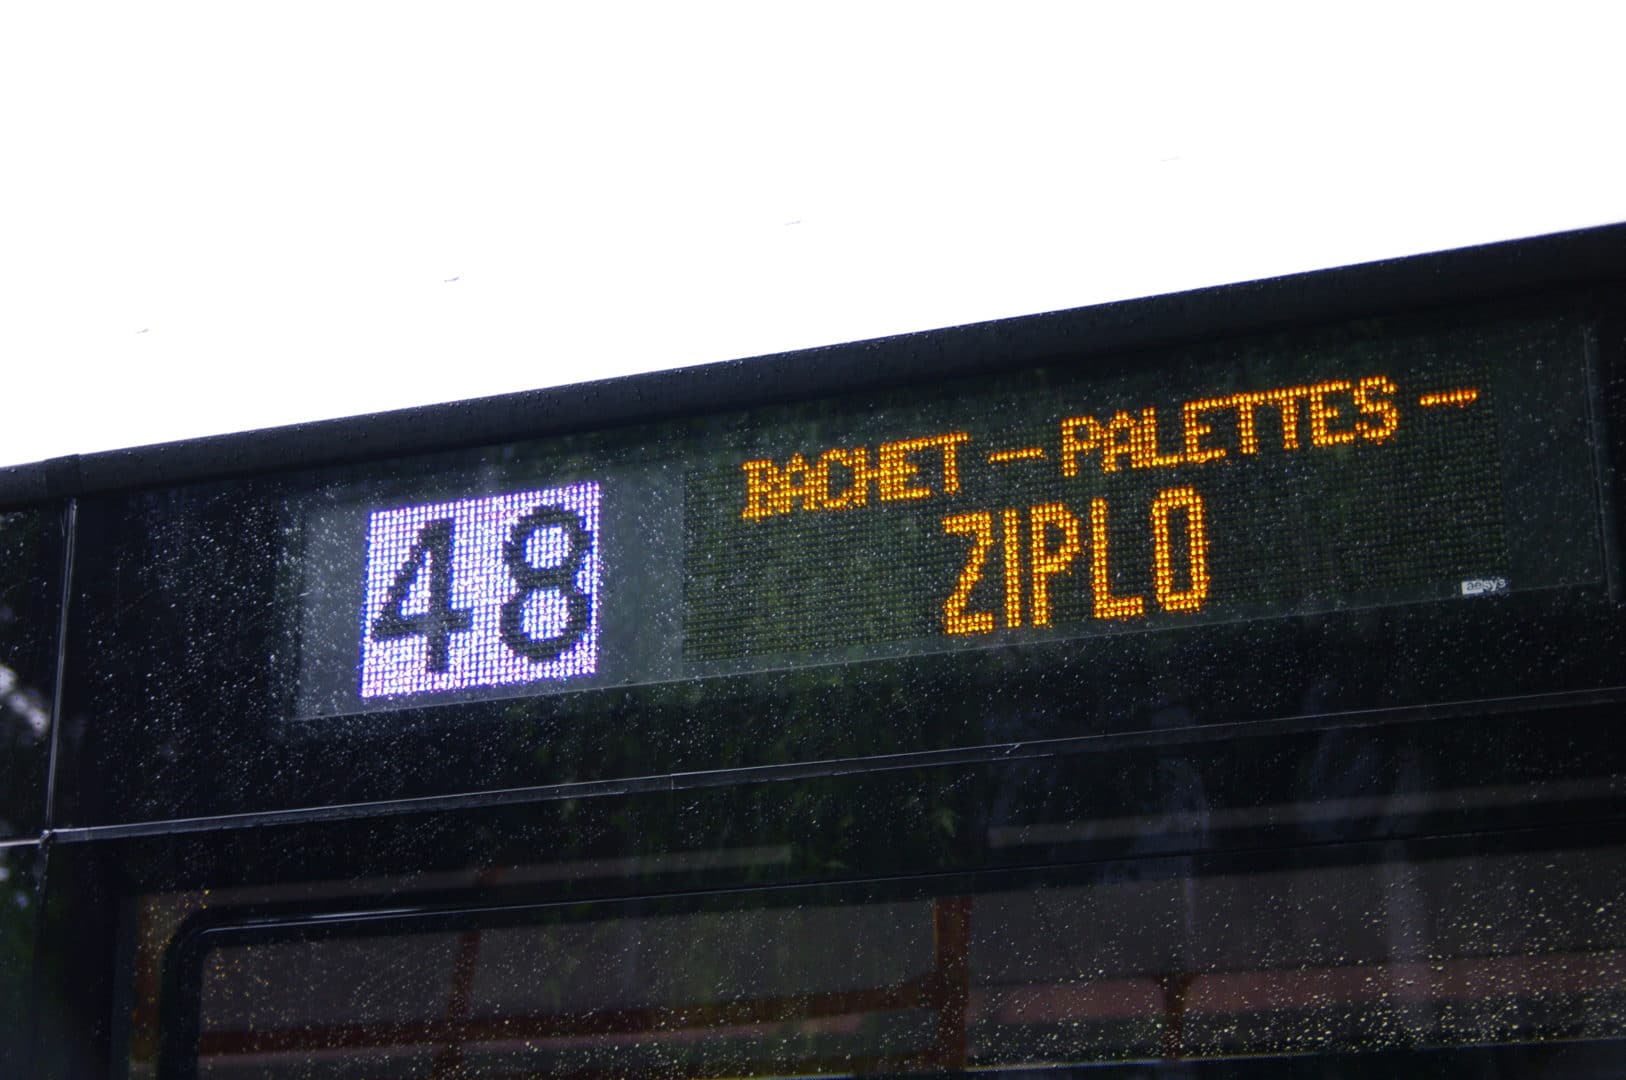 48
BACHET - PALETTES -
ZIPLO
aesys